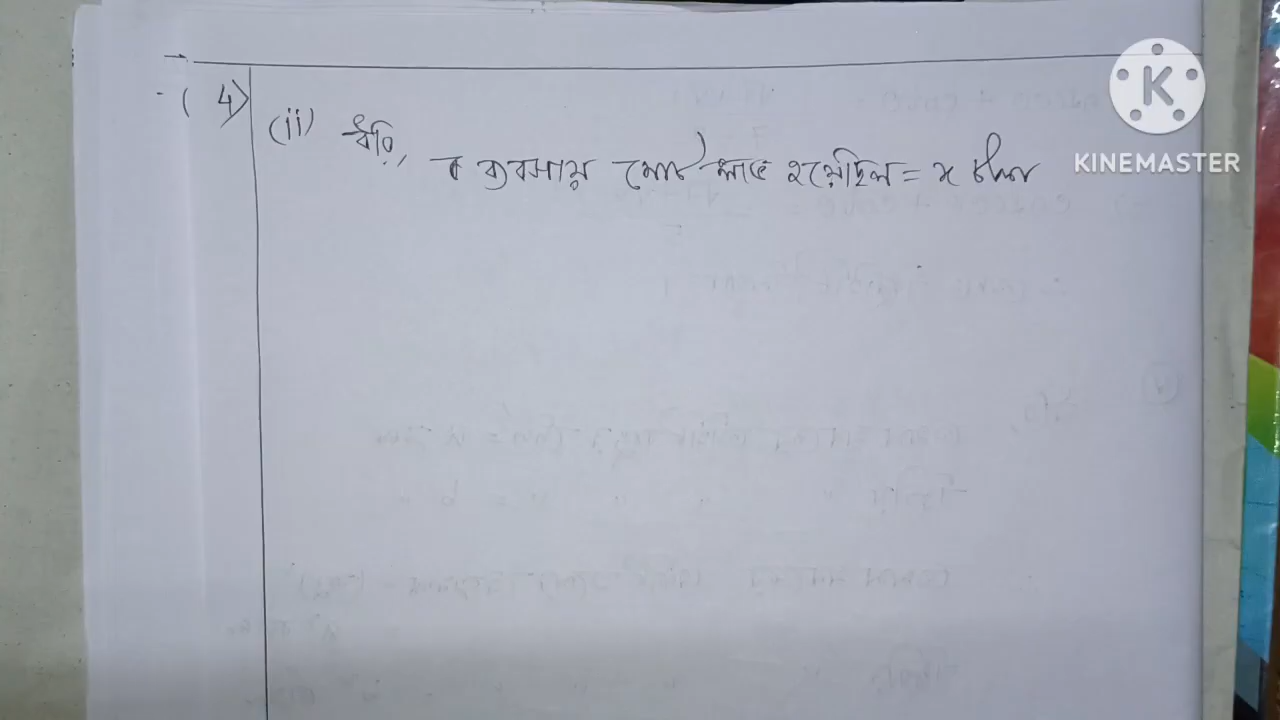 (4)
(ii) ধরি,
ব্যবসায় মোট লাভ হয়েছিল = x টাকা
KINEMASTER